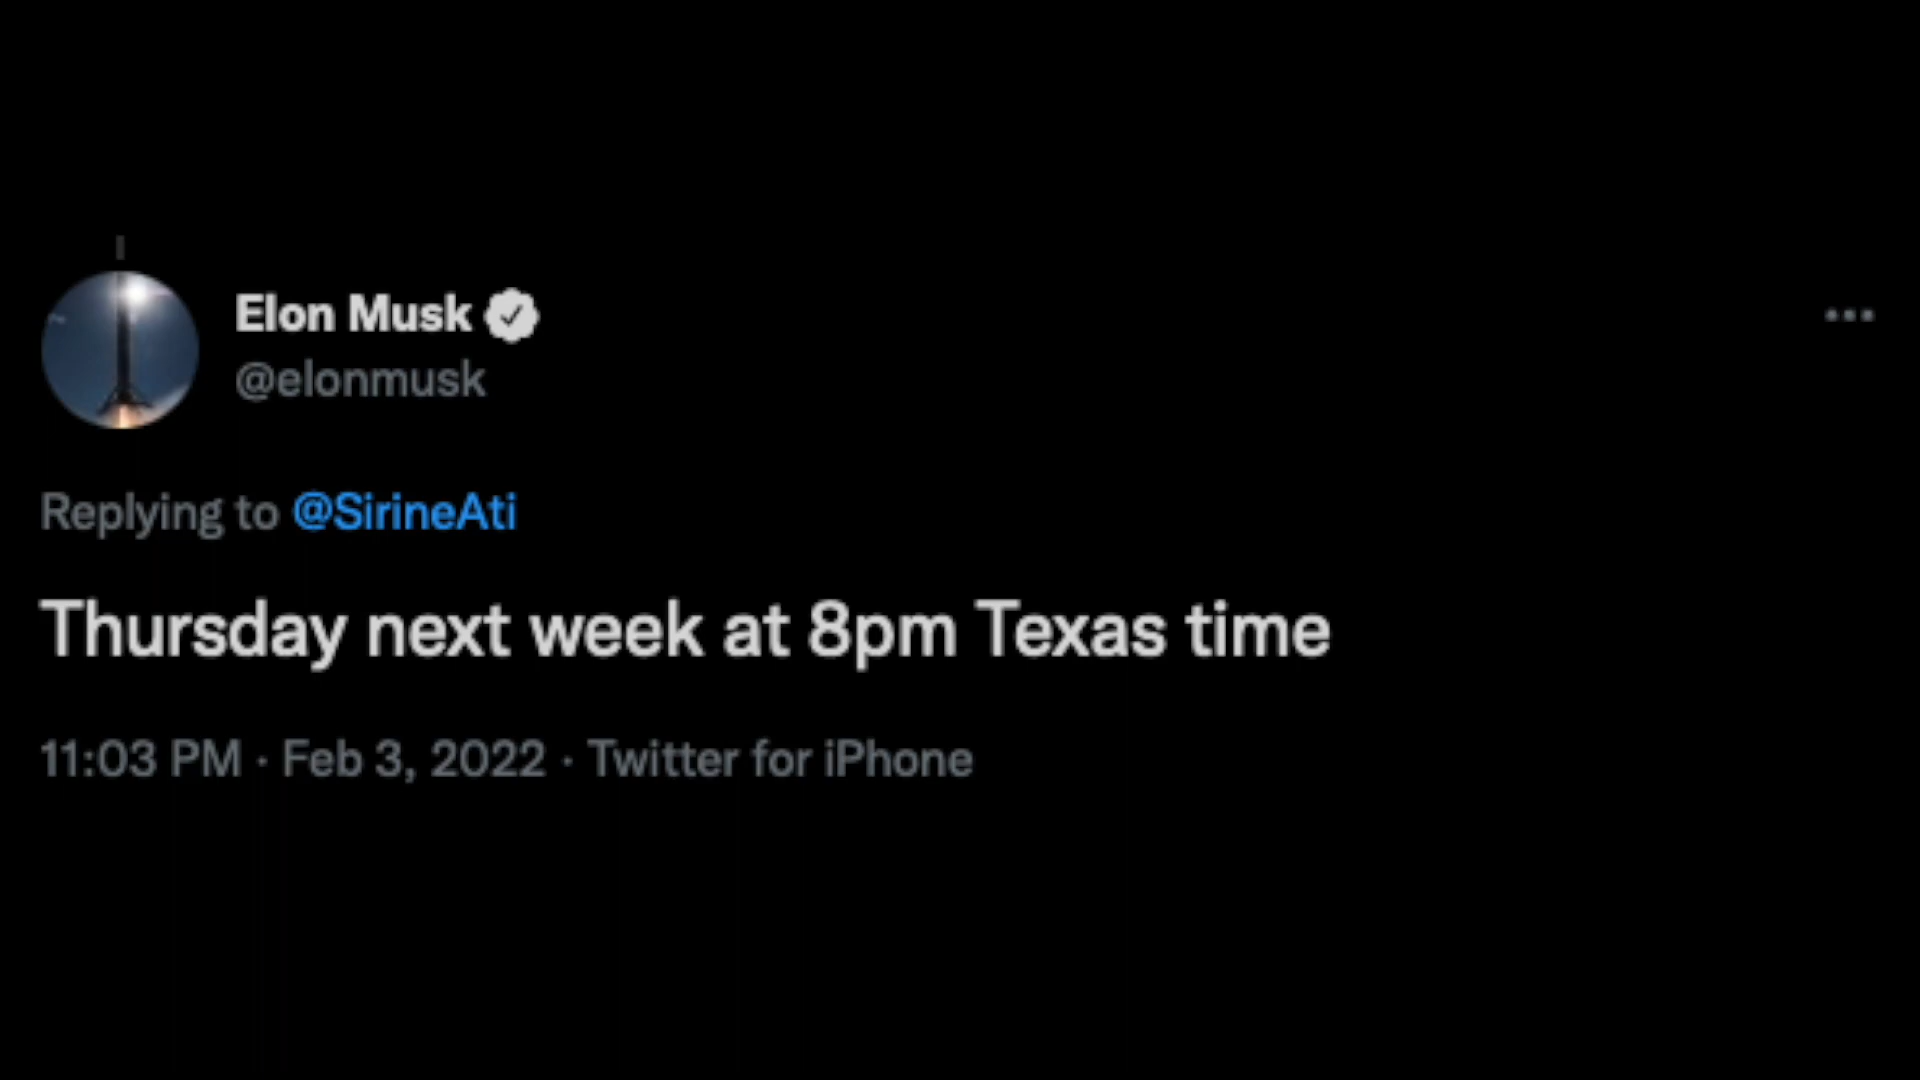 Elon Musk
@elonmusk
Replying to @SirineAti
Thursday next week at 8pm Texas time
11:03 PM · Feb 3, 2022 · Twitter for iPhone